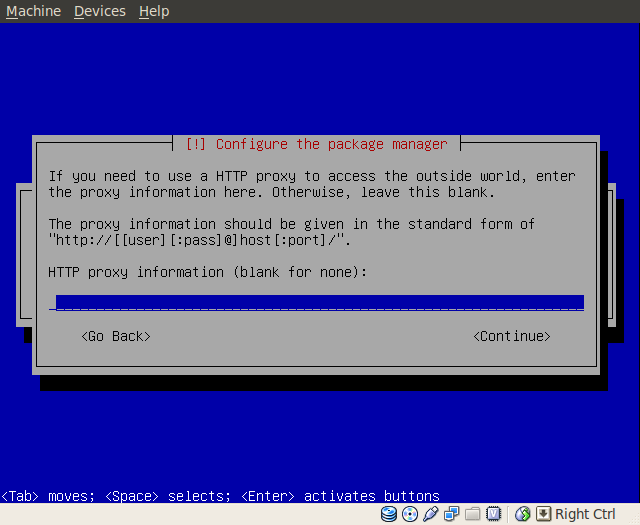 Machine Devices Help
[!] Configure the package manager
If you need to use a HTTP proxy to access the outside world, enter
the proxy information here. Otherwise, leave this blank.
The proxy information should be given in the standard form of
"http://[[user][:pass]@]host[:port]/".
HTTP proxy information (blank for none):
<Go Back> <Continue>
<Tab> moves; <Space> selects; <Enter> activates buttons
Right Ctrl